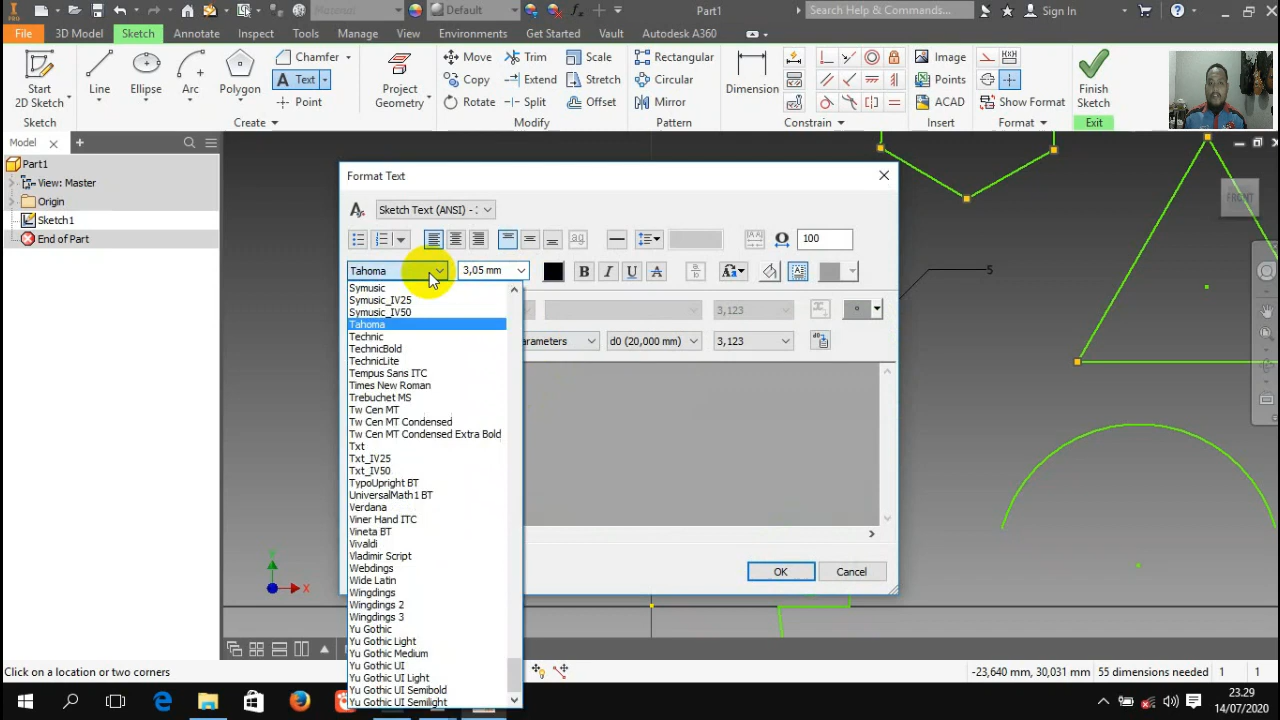 PRO
Material
Default
Part1
Search Help & Commands...
Sign In
File
3D Model
Sketch
Annotate
Inspect
Tools
Manage
View
Environments
Get Started
Vault
Autodesk A360
Start
2D Sketch
Line
Ellipse
Arc
Polygon
Chamfer
Text
Point
Project
Geometry
Move
Copy
Rotate
Trim
Extend
Split
Scale
Stretch
Offset
Rectangular
Circular
Mirror
Dimension
Image
Points
ACAD
Show Format
Finish
Sketch
Sketch
Create
Modify
Pattern
Constrain
Insert
Format
Exit
Model
Part1
View: Master
Origin
Sketch1
End of Part
FRONT
5
Format Text
Sketch Text (ANSI) -
100
Tahoma
3,05 mm
3,123
arameters
d0 (20,000 mm)
3,123
Symusic
Symusic_IV25
Symusic_IV50
Tahoma
Technic
TechnicBold
TechnicLite
Tempus Sans ITC
Times New Roman
Trebuchet MS
Tw Cen MT
Tw Cen MT Condensed
Tw Cen MT Condensed Extra Bold
Txt
Txt_IV25
Txt_IV50
TypoUpright BT
UniversalMath1 BT
Verdana
Viner Hand ITC
Vineta BT
Vivaldi
Vladimir Script
Webdings
Wide Latin
Wingdings
Wingdings 2
Wingdings 3
Yu Gothic
Yu Gothic Light
Yu Gothic Medium
Yu Gothic UI
Yu Gothic UI Light
Yu Gothic UI Semibold
Yu Gothic UI Semilight
OK
Cancel
Y
X
Click on a location or two corners
-23,640 mm, 30,031 mm
55 dimensions needed
1
1
23.29
14/07/2020